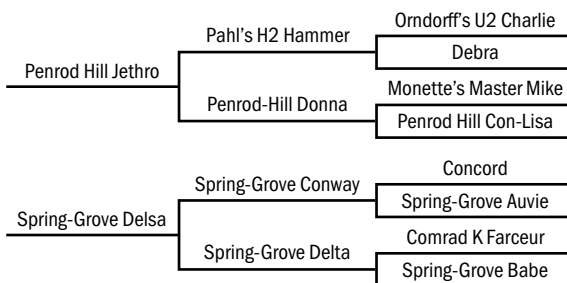 Orndorff's U2 Charlie
Pahl's H2 Hammer
Debra
Penrod Hill Jethro
Monette's Master Mike
Penrod-Hill Donna
Penrod Hill Con-Lisa
Concord
Spring-Grove Conway
Spring-Grove Auvie
Spring-Grove Delsa
Comrad K Farceur
Spring-Grove Delta
Spring-Grove Babe